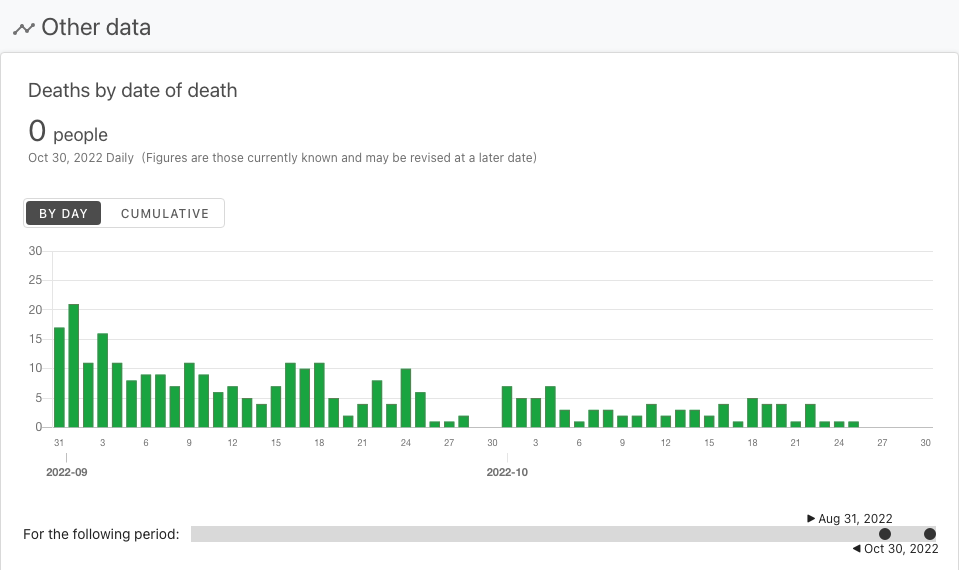 Other data
Deaths by date of death
0 people
Oct 30, 2022 Daily (Figures are those currently known and may be revised at a later date)
BY DAY CUMULATIVE
30
25
20
15
10
5
0
31 3 6 9 12 15 18 21 24 27 30 3 6 9 12 15 18 21 24 27 30
2022-09 2022-10
Aug 31, 2022
For the following period:
Oct 30, 2022